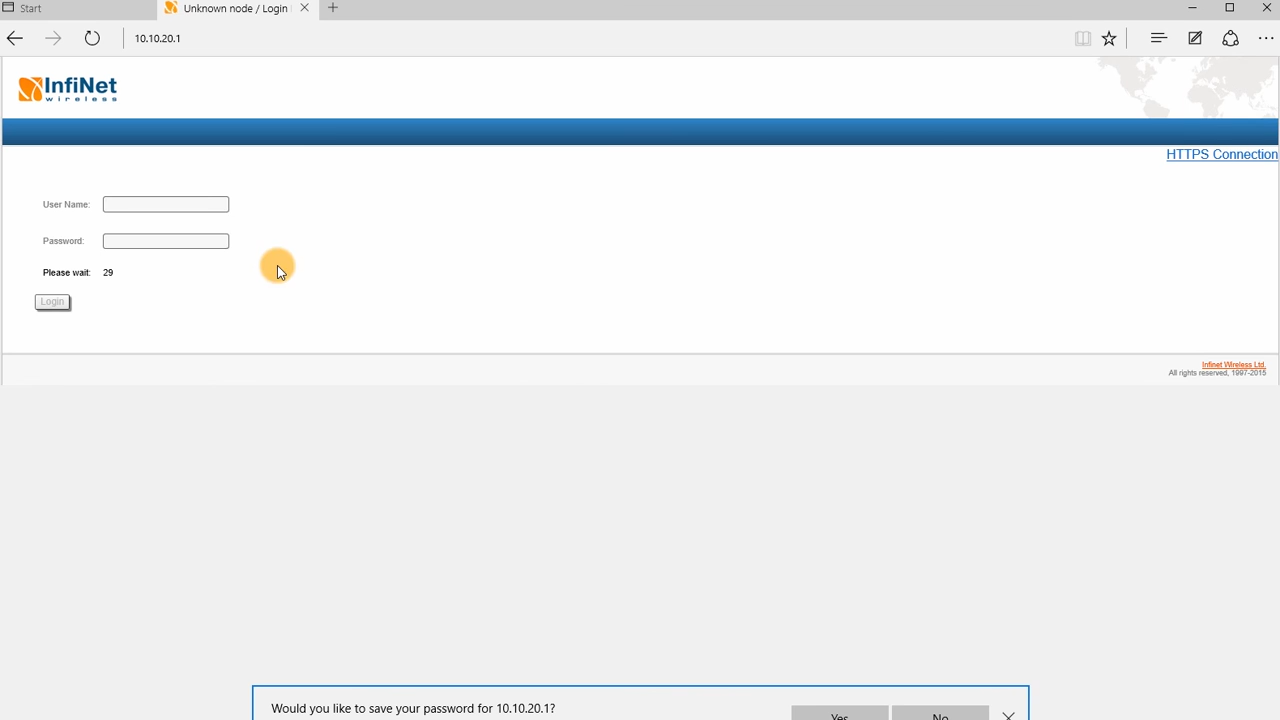 Start
Unknown node / Login
10.10.20.1
InfiNet
wireless
HTTPS Connection
User Name:
Password:
Please wait: 29
Login
Infinet Wireless Ltd.
All rights reserved, 1997-2015
Would you like to save your password for 10.10.20.1?
Yes No